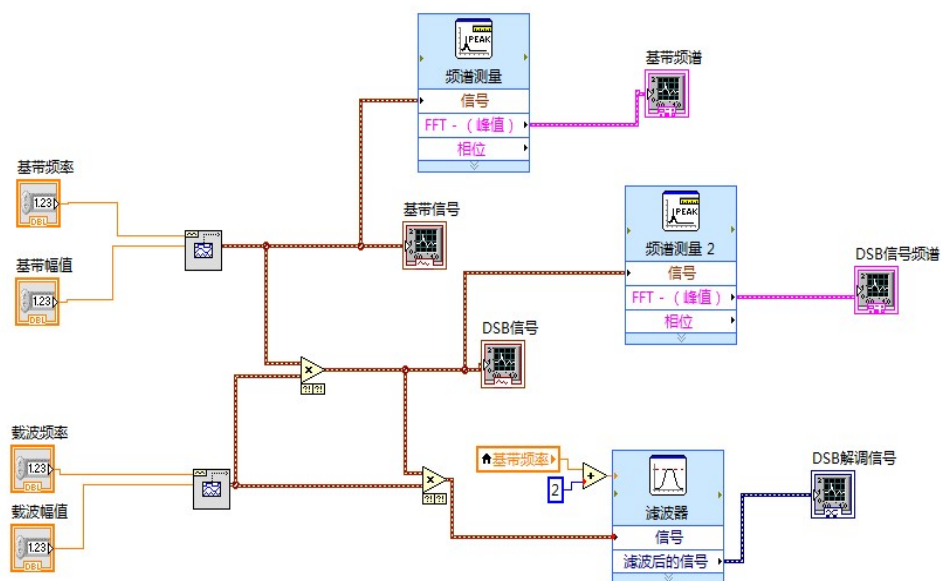 PEAK
频谱测量
信号
FFT - （峰值）
相位
基带频谱
基带频率
1.23
DBL
基带信号
PEAK
频谱测量 2
信号
FFT - （峰值）
相位
DSB信号频谱
基带幅值
1.23
DBL
DSB信号
×
?! ?!
载波频率
1.23
DBL
基带频率
2
+
×
?! ?!
滤波器
信号
滤波后的信号
DSB解调信号
载波幅值
1.23
DBL